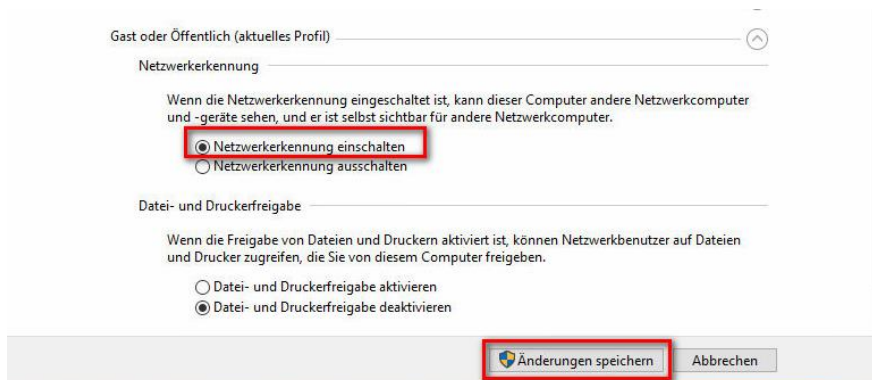 Gast oder Öffentlich (aktuelles Profil)
Netzwerkerkennung
Wenn die Netzwerkerkennung eingeschaltet ist, kann dieser Computer andere Netzwerkcomputer
und -geräte sehen, und er ist selbst sichtbar für andere Netzwerkcomputer.
Netzwerkerkennung einschalten
Netzwerkerkennung ausschalten
Datei- und Druckerfreigabe
Wenn die Freigabe von Dateien und Druckern aktiviert ist, können Netzwerkbenutzer auf Dateien
und Drucker zugreifen, die Sie von diesem Computer freigeben.
Datei- und Druckerfreigabe aktivieren
Datei- und Druckerfreigabe deaktivieren
Änderungen speichern Abbrechen